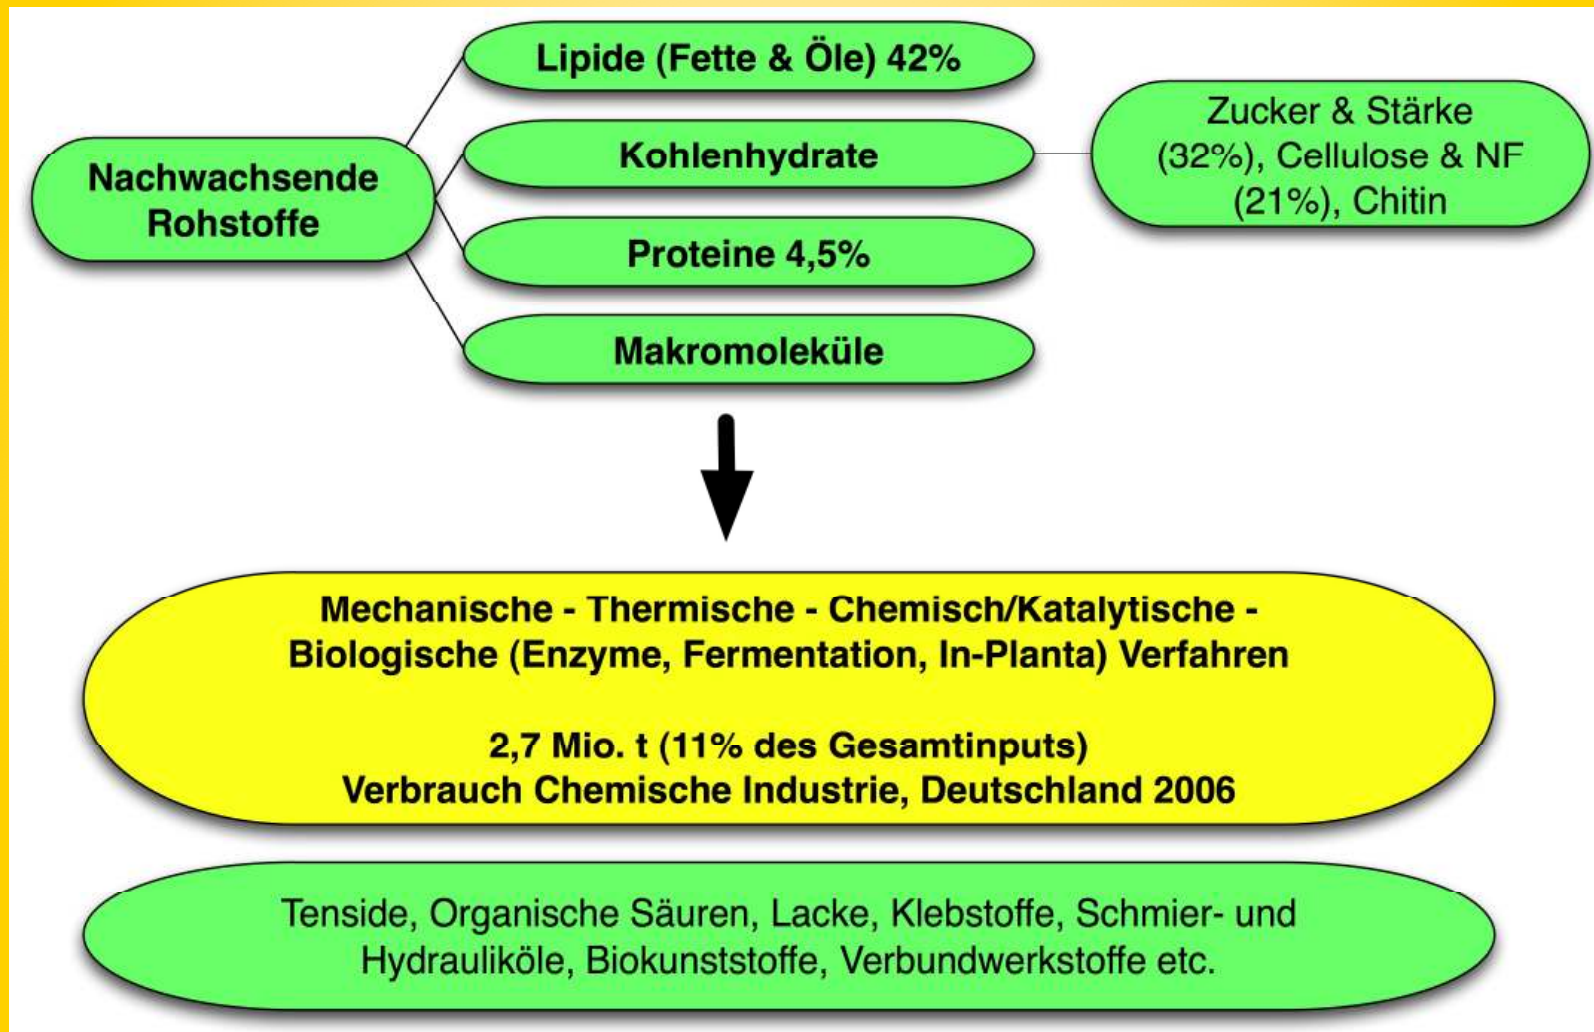 Lipide (Fette & Öle) 42%
Nachwachsende
Rohstoffe
Kohlenhydrate
Zucker & Stärke
(32%), Cellulose & NF
(21%), Chitin
Proteine 4,5%
Makromoleküle
Mechanische - Thermische - Chemisch/Katalytische -
Biologische (Enzyme, Fermentation, In-Planta) Verfahren
2,7 Mio. t (11% des Gesamtinputs)
Verbrauch Chemische Industrie, Deutschland 2006
Tenside, Organische Säuren, Lacke, Klebstoffe, Schmier- und
Hydrauliköle, Biokunststoffe, Verbundwerkstoffe etc.